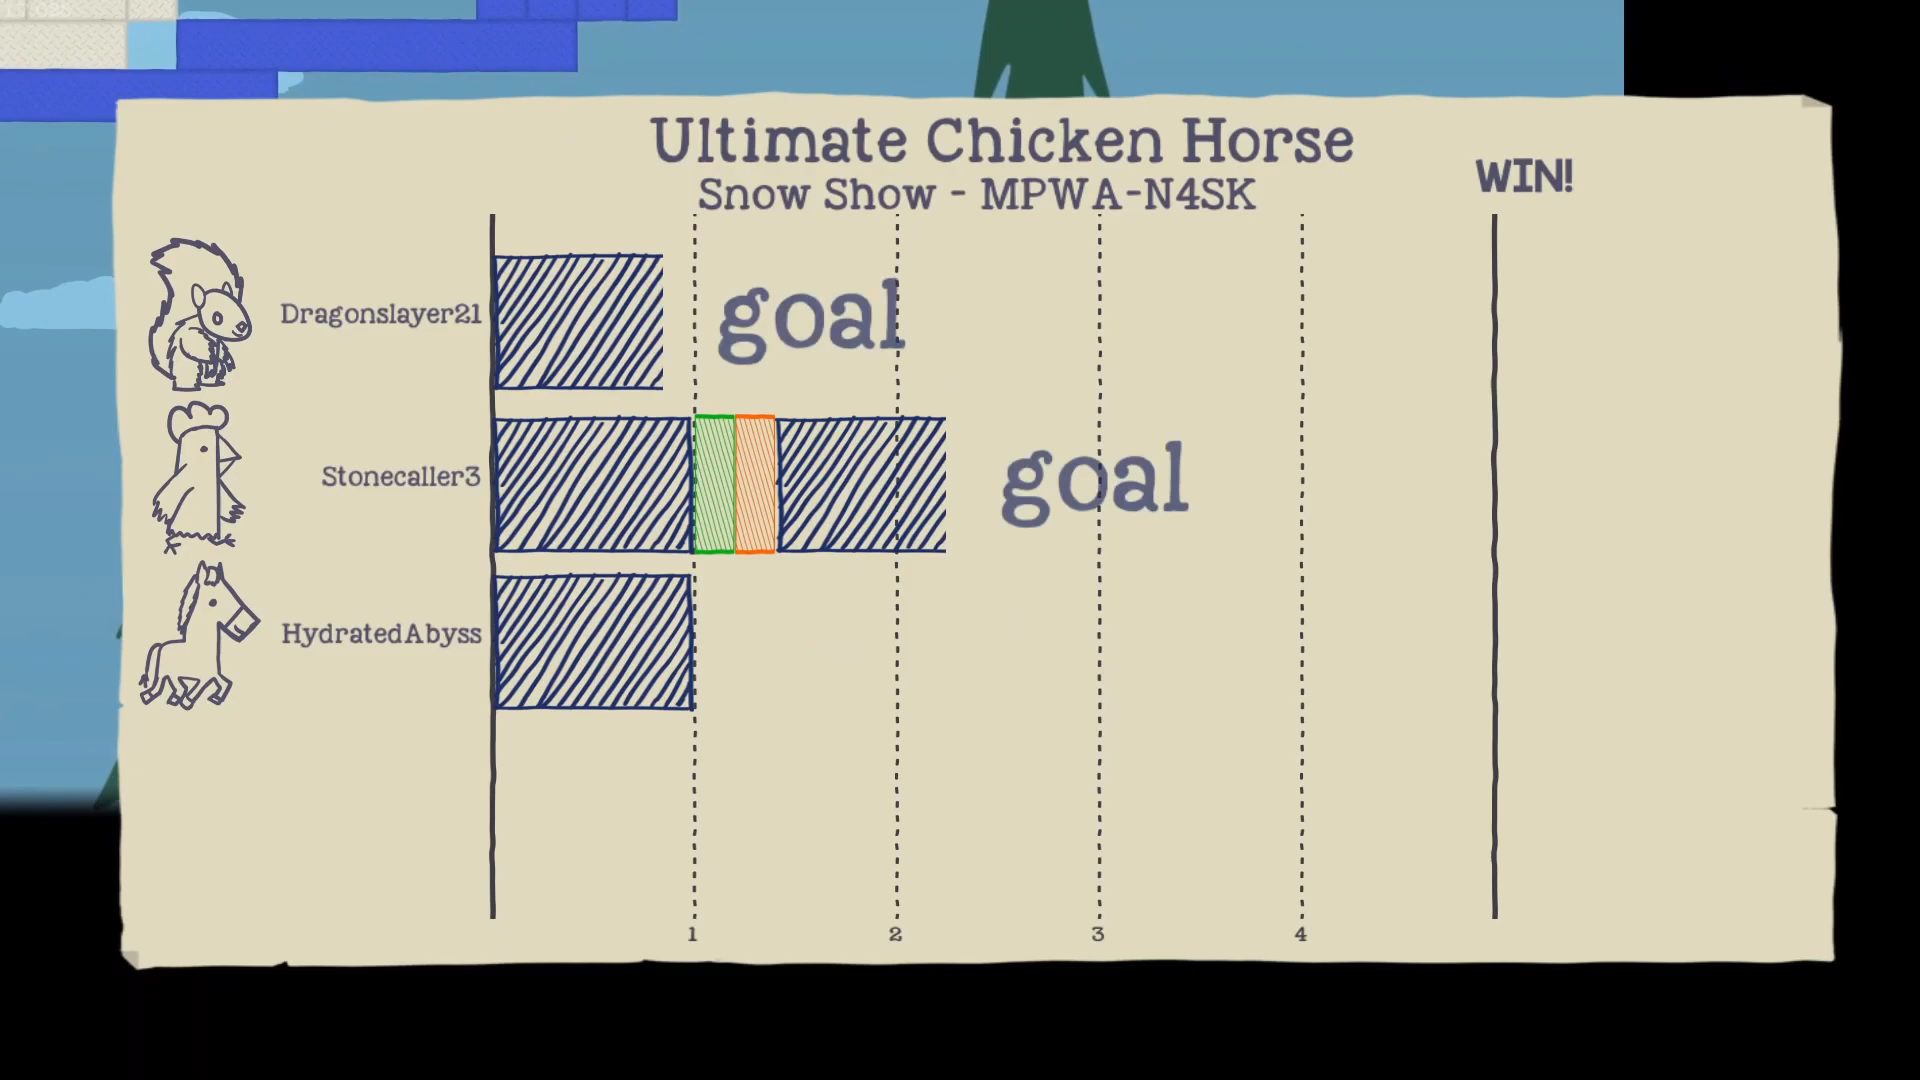 Ultimate Chicken Horse
Snow Show - MPWA-N4SK
WIN!
Dragonslayer21
goal
Stonecaller3
goal
HydratedAbyss
1
2
3
4